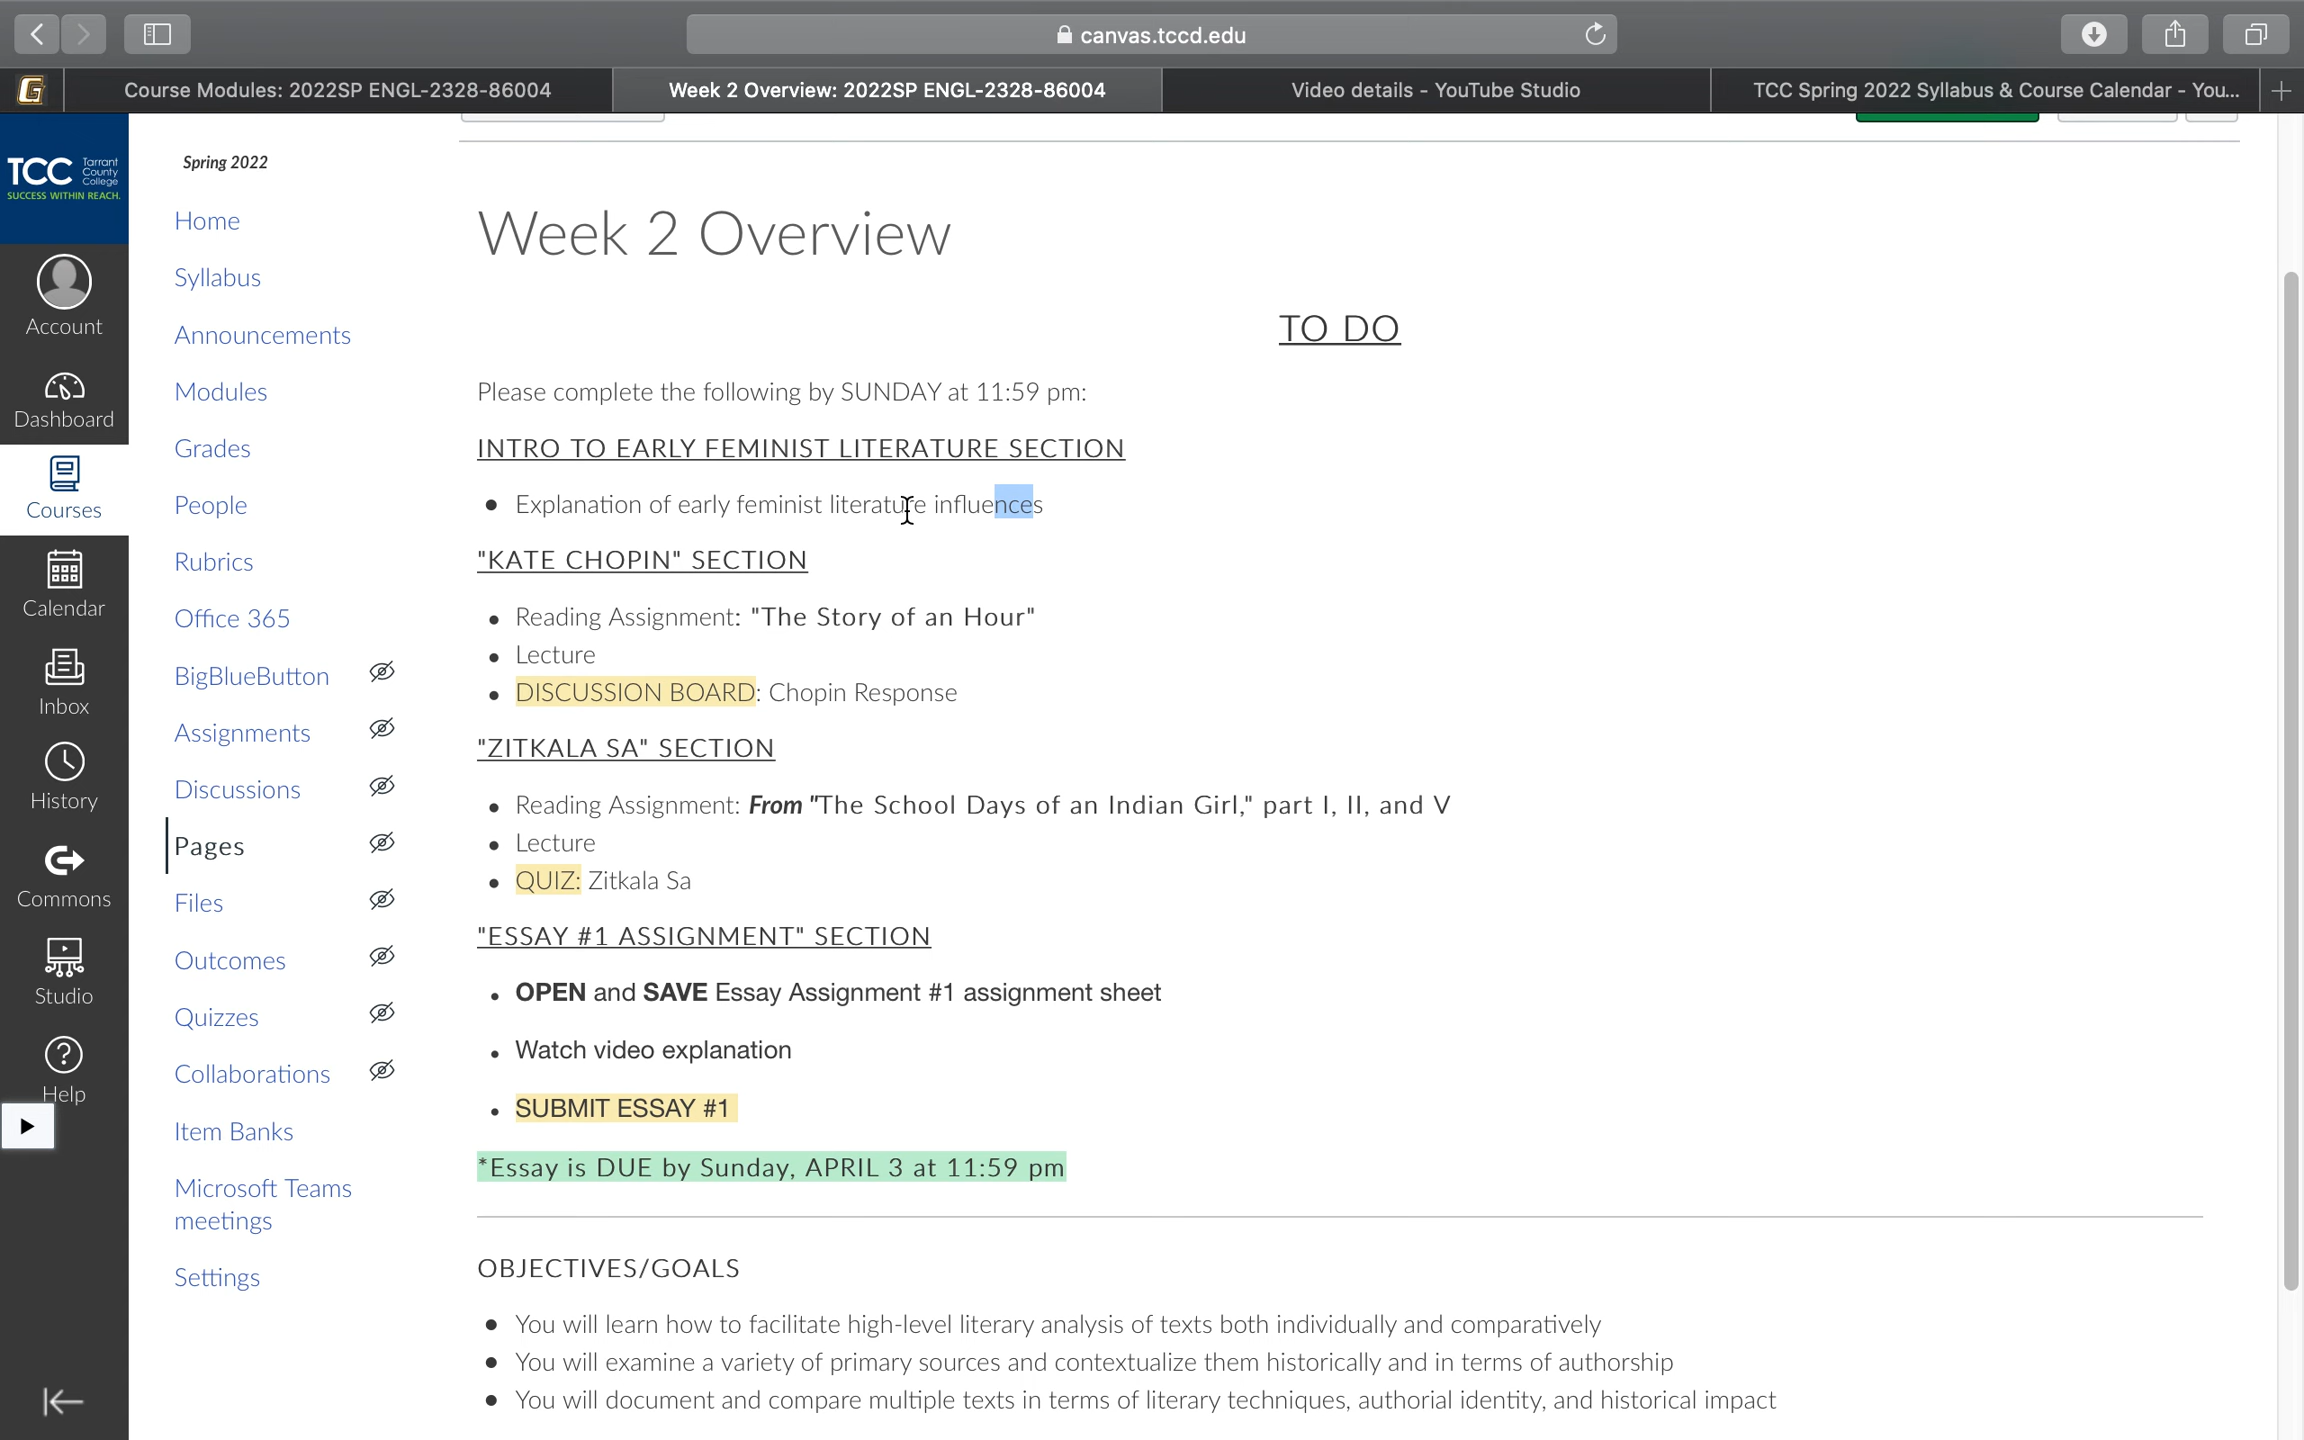 canvas.tccd.edu
Course Modules: 2022SP ENGL-2328-86004
Week 2 Overview: 2022SP ENGL-2328-86004
Video details - YouTube Studio
TCC Spring 2022 Syllabus & Course Calendar - You...
TCC Tarrant County College
SUCCESS WITHIN REACH.
Account
Dashboard
Courses
Calendar
Inbox
History
Commons
Studio
Help
Spring 2022
Home
Syllabus
Announcements
Modules
Grades
People
Rubrics
Office 365
BigBlueButton
Assignments
Discussions
Pages
Files
Outcomes
Quizzes
Collaborations
Item Banks
Microsoft Teams
meetings
Settings
Week 2 Overview
TO DO
Please complete the following by SUNDAY at 11:59 pm:
INTRO TO EARLY FEMINIST LITERATURE SECTION
Explanation of early feminist literature influences
"KATE CHOPIN" SECTION
Reading Assignment: "The Story of an Hour"
Lecture
DISCUSSION BOARD: Chopin Response
"ZITKALA SA" SECTION
Reading Assignment: From "The School Days of an Indian Girl," part I, II, and V
Lecture
QUIZ: Zitkala Sa
"ESSAY #1 ASSIGNMENT" SECTION
OPEN and SAVE Essay Assignment #1 assignment sheet
Watch video explanation
SUBMIT ESSAY #1
*Essay is DUE by Sunday, APRIL 3 at 11:59 pm
OBJECTIVES/GOALS
You will learn how to facilitate high-level literary analysis of texts both individually and comparatively
You will examine a variety of primary sources and contextualize them historically and in terms of authorship
You will document and compare multiple texts in terms of literary techniques, authorial identity, and historical impact